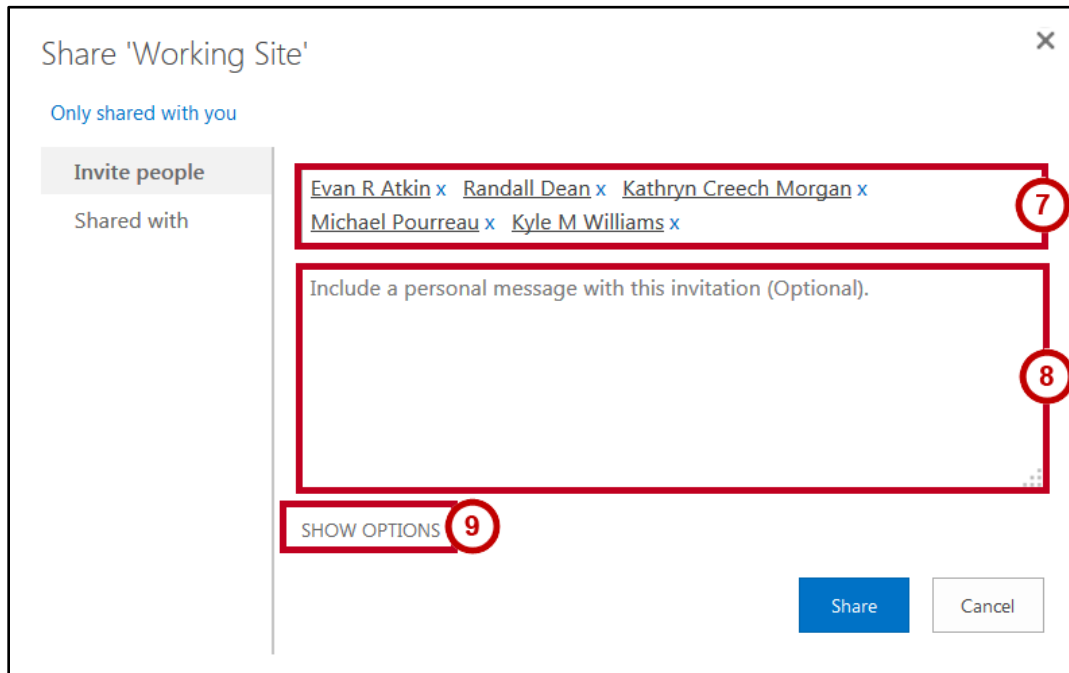 Share 'Working Site'
Only shared with you
Invite people
Shared with
Evan R Atkin x Randall Dean x Kathryn Creech Morgan x
Michael Pourreau x Kyle M Williams x
7
Include a personal message with this invitation (Optional).
8
SHOW OPTIONS 9
Share Cancel